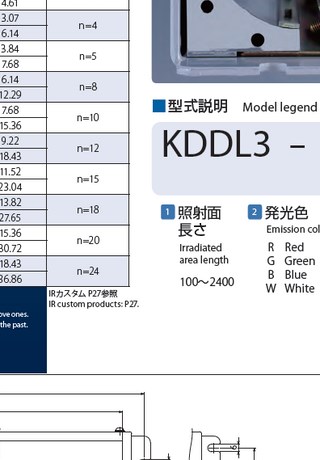 4.61
3.07
6.14
n=4
3.84
7.68
n=5
6.14
12.29
n=8
7.68
15.36
n=10
9.22
18.43
n=12
11.52
23.04
n=15
13.82
27.65
n=18
15.36
30.72
n=20
18.43
36.86
n=24
IRカスタム P27参照
IR custom products: P27.
ove ones.
the past.
■型式説明 Model legend
KDDL3 –
1 照射面
長さ
Irradiated
area length
100〜2400
2 発光色
Emission col
R Red
G Green
B Blue
W White
6